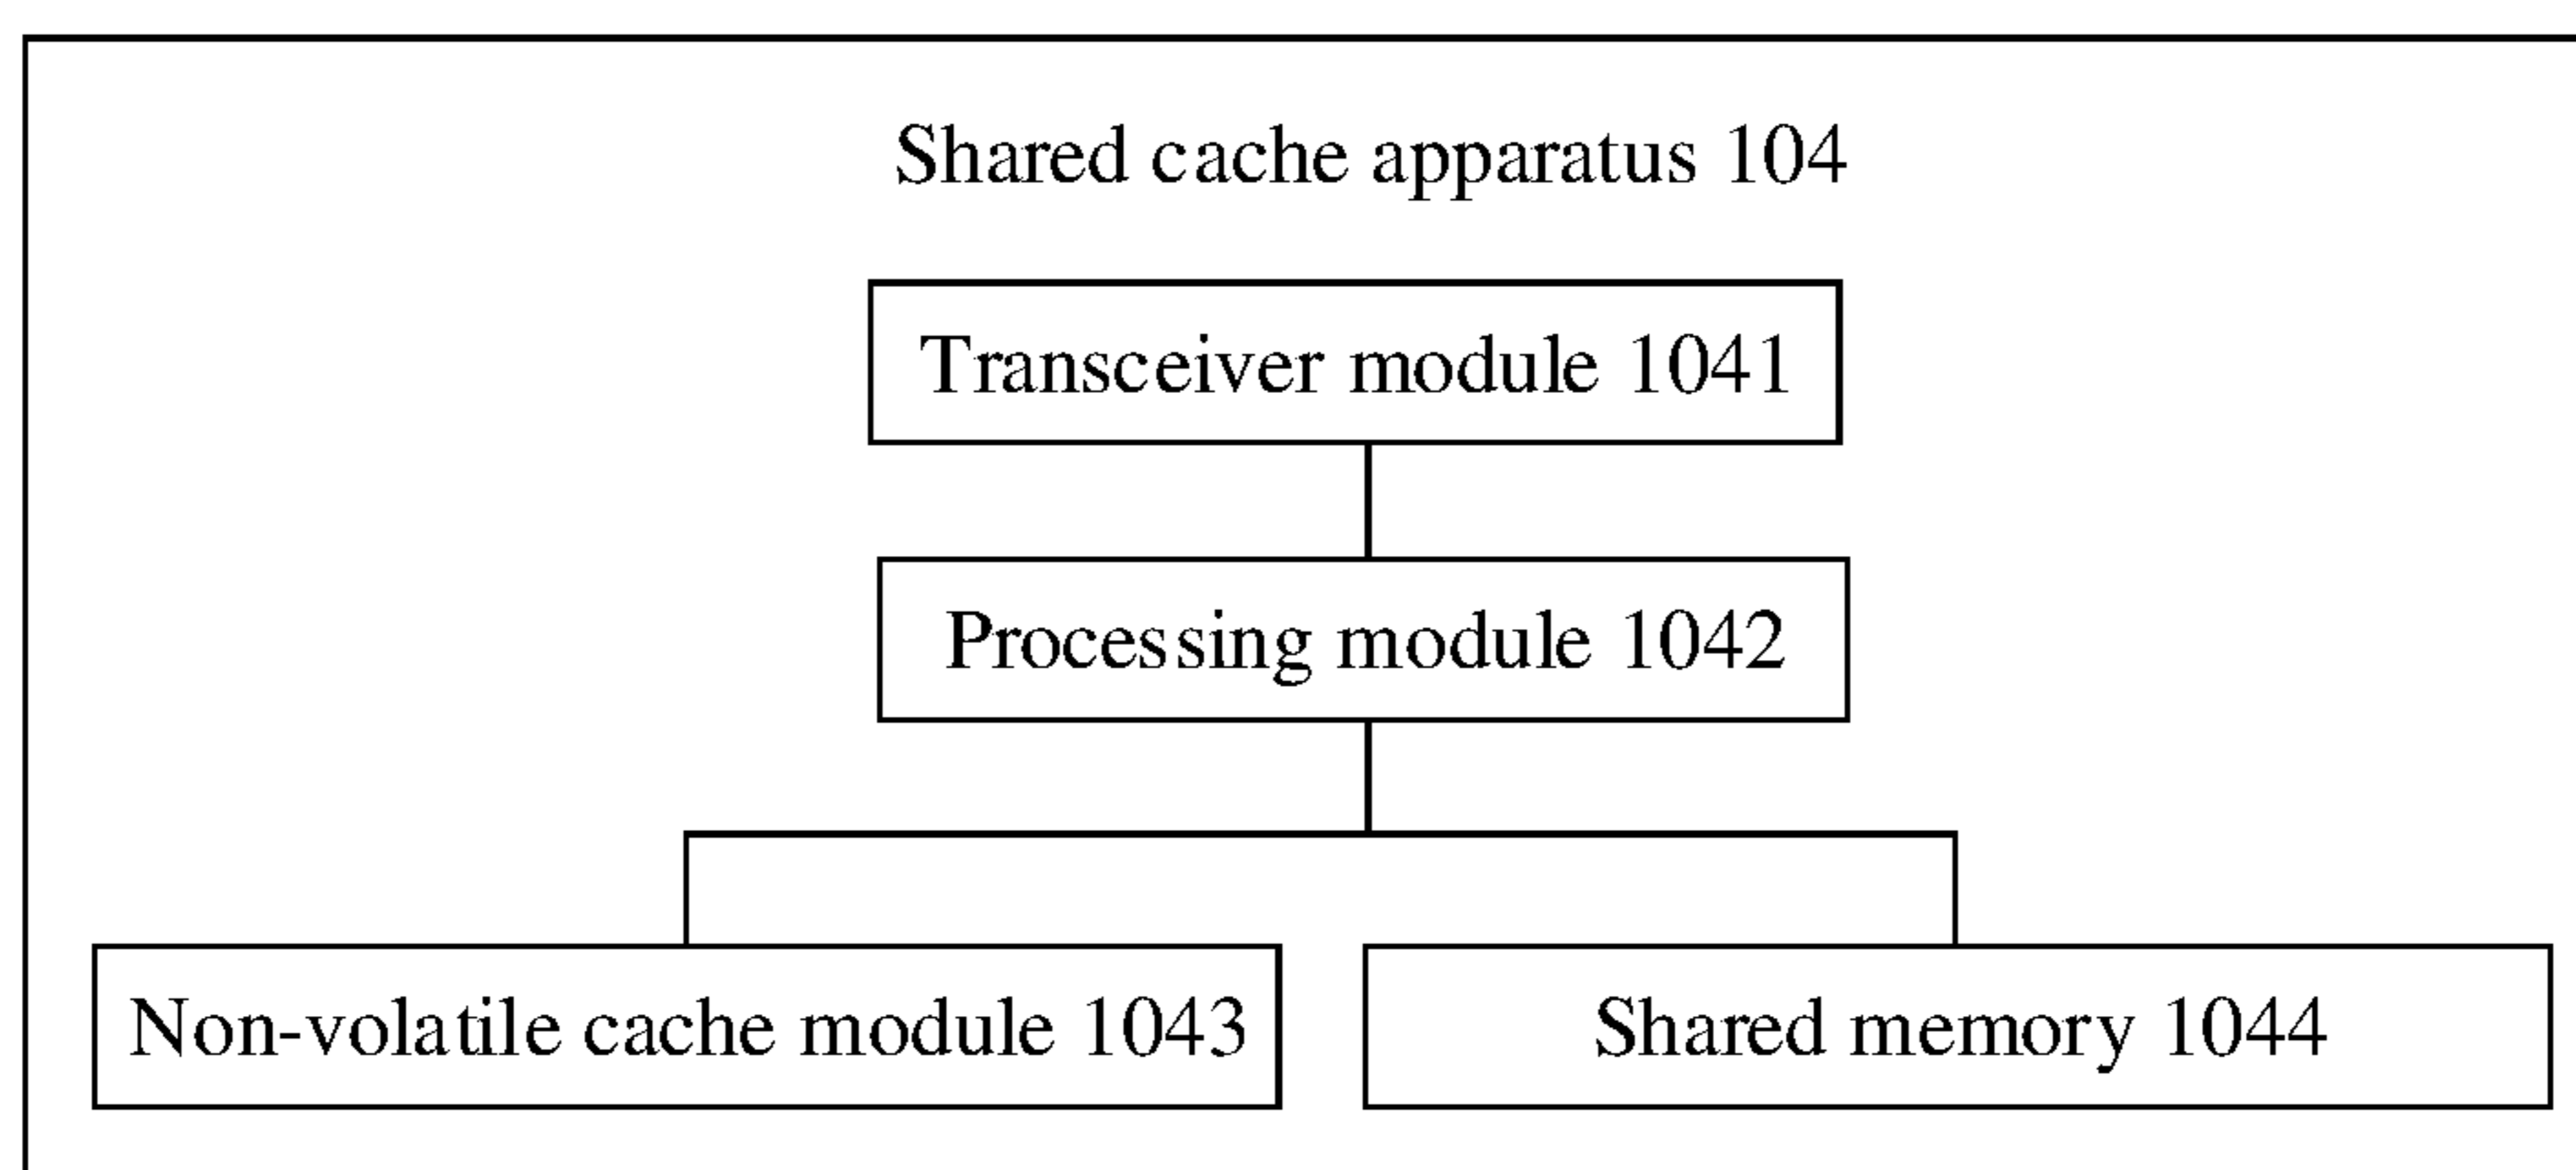 Shared cache apparatus 104
Transceiver module 1041
Processing module 1042
Non-volatile cache module 1043
Shared memory 1044